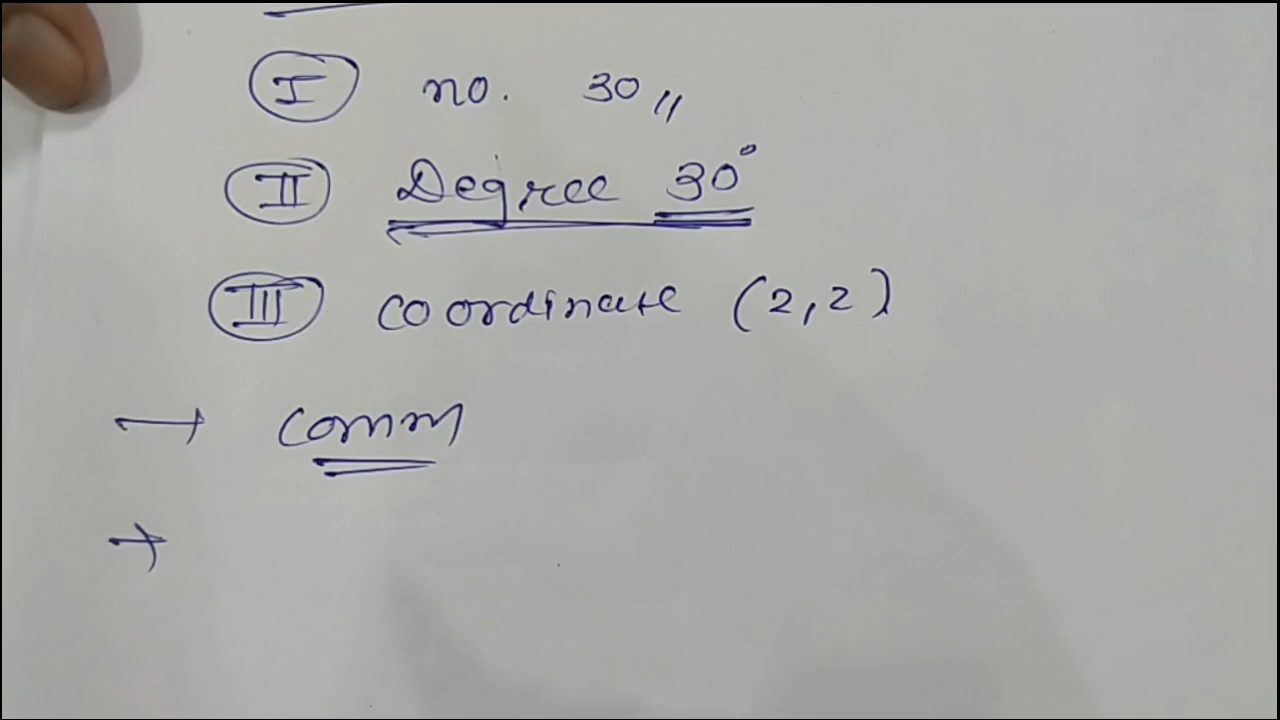 I no. 30 "
II Degree 30°
III coordinate (2,2)
→ comm
→